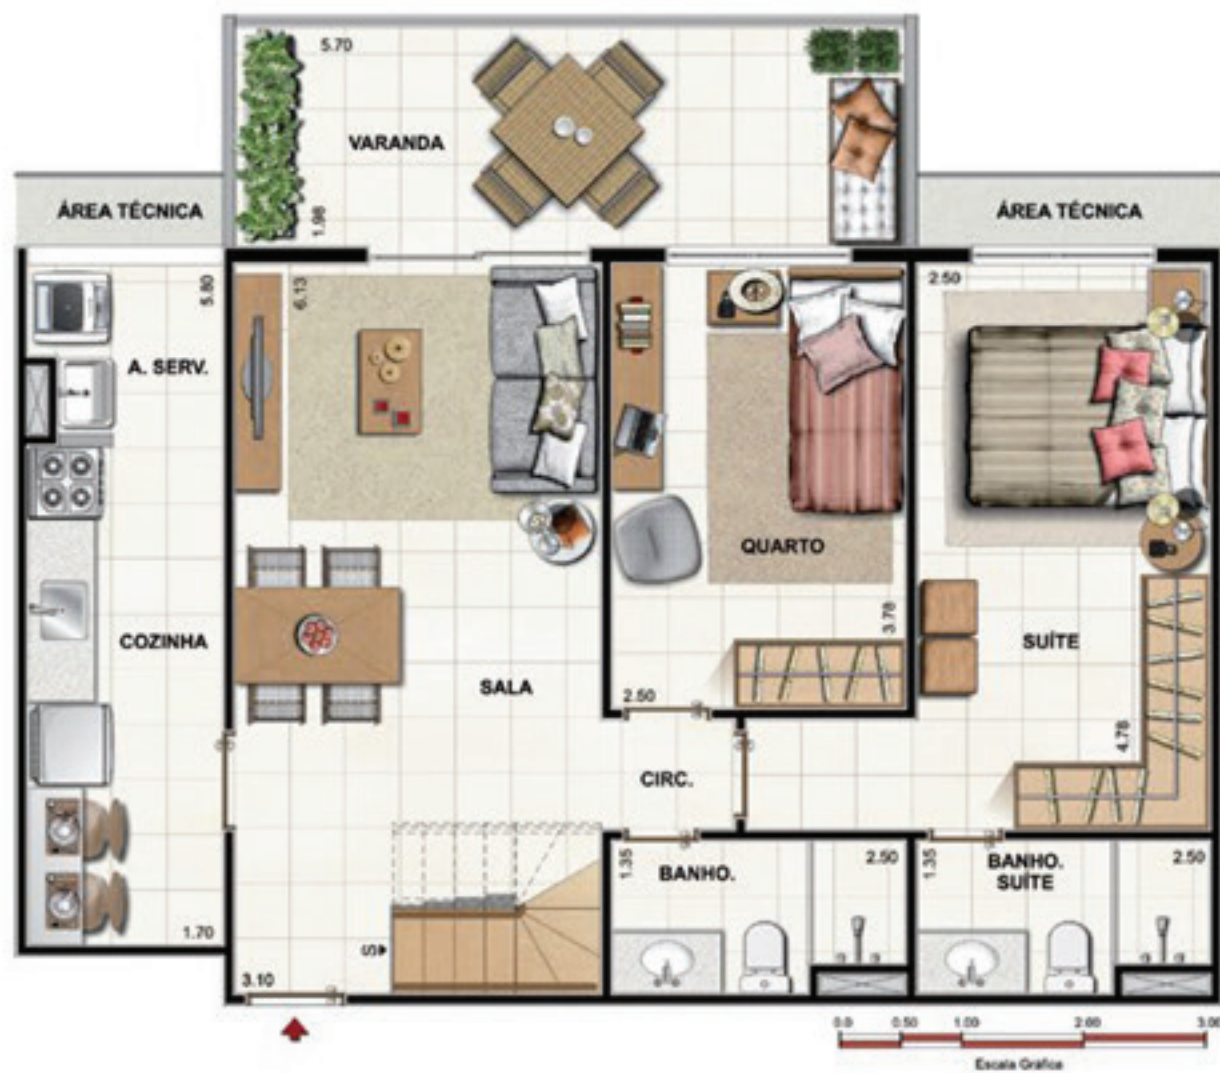 5.70
VARANDA
1.98
ÁREA TÉCNICA
ÁREA TÉCNICA
5.80
6.13
2.50
A. SERV.
QUARTO
COZINHA
3.78
SUÍTE
SALA
2.50
4.78
CIRC.
1.35
BANHO.
2.50
1.35
BANHO.
SUÍTE
2.50
1.70
S
3.10
0.0 0.50 1.00 2.00 3.00
Escala Gráfica